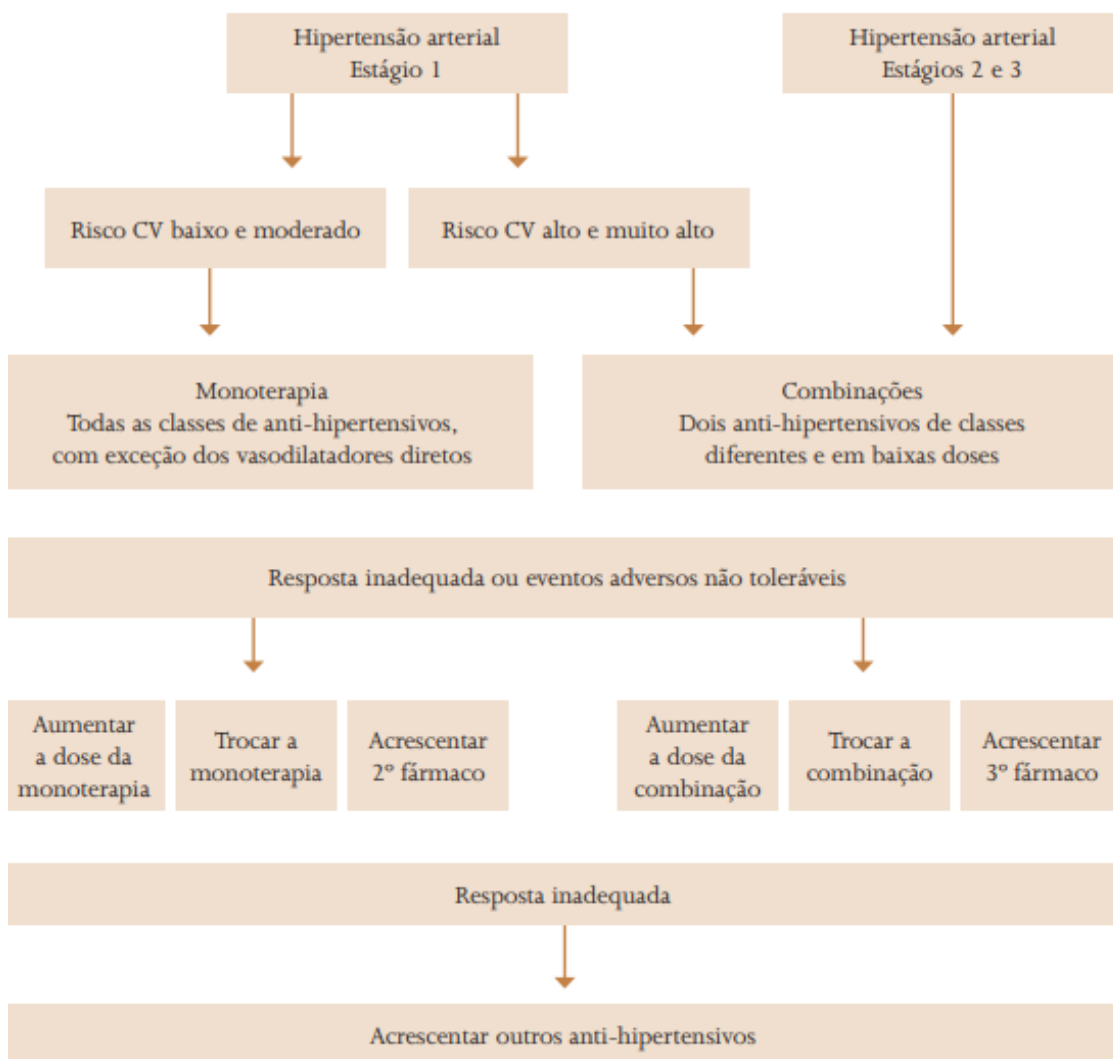 Hipertensão arterial
Estágio 1
Hipertensão arterial
Estágios 2 e 3
Risco CV baixo e moderado
Risco CV alto e muito alto
Monoterapia
Todas as classes de anti-hipertensivos,
com exceção dos vasodilatadores diretos
Combinações
Dois anti-hipertensivos de classes
diferentes e em baixas doses
Resposta inadequada ou eventos adversos não toleráveis
Aumentar
a dose da
monoterapia
Trocar a
monoterapia
Acrescentar
2º fármaco
Aumentar
a dose da
combinação
Trocar a
combinação
Acrescentar
3º fármaco
Resposta inadequada
Acrescentar outros anti-hipertensivos